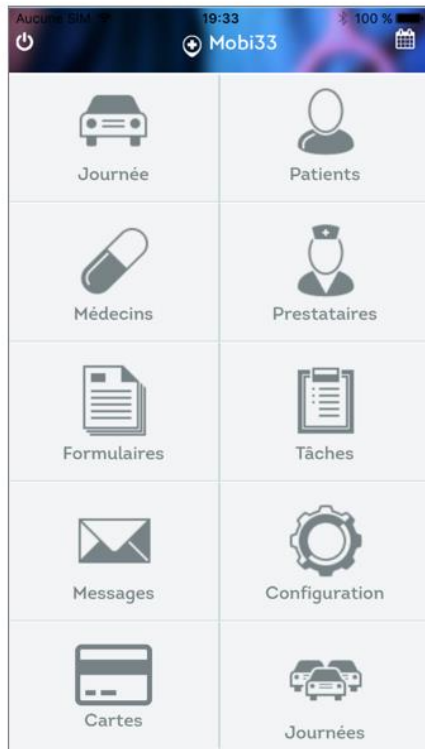 Aucune SIM 19:33 100 %
Mobi33
Journée Patients
Médecins Prestataires
Formulaires Tâches
Messages Configuration
Cartes Journées